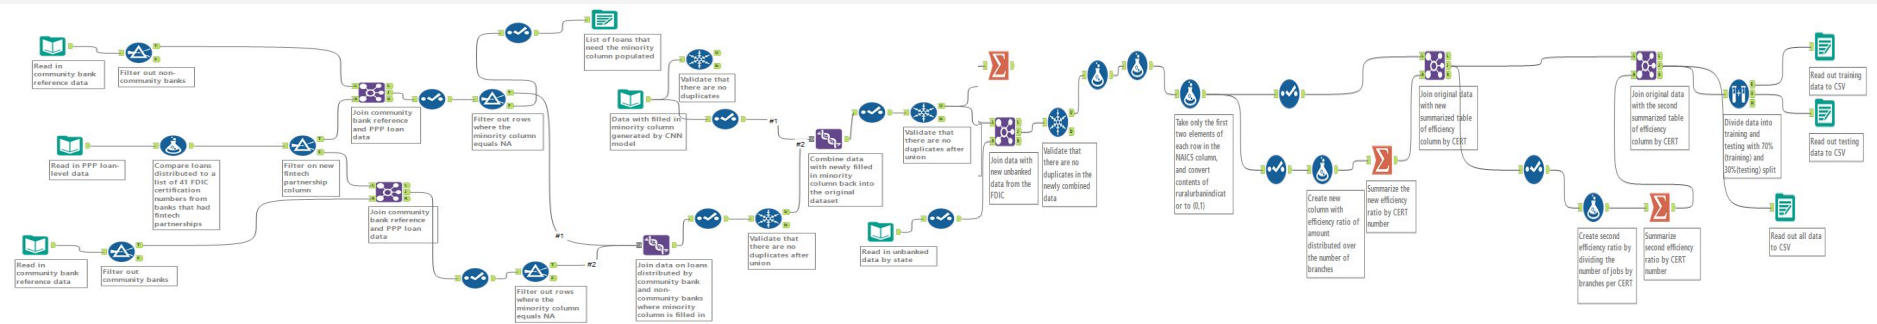 Read in
community bank
reference data
Filter out non-
community banks
Read in PPP loan-
level data
Compare loans
distributed to a
list of 41 FDIC
certification
numbers from
banks that had
fintech
partnerships
Filter on new
fintech
partnership
column
Read in
community bank
reference data
Filter out
community banks
Join community
bank reference
and PPP loan
data
Join community
bank reference
and PPP loan
data
Filter out rows
where the
minority column
equals NA
List of loans that
need the minority
column populated
Filter out rows
where the
minority column
equals NA
#1
#2
Join data on loans
distributed by
community bank
and non-
community banks
where minority
column is filled in
Validate that
there are no
duplicates
Data with filled in
minority column
generated by CNN
model
Validate that
there are no
duplicates after
union
#1
#2
Combine data
with newly filled
in minority
column back into
the original
dataset
Validate that
there are no
duplicates after
union
Read in unbanked
data by state
Join data with
new unbanked
data from the
FDIC
Validate that
there are no
duplicates in the
newly combined
data
Take only the first
two elements of
each row in the
NAICS column,
and convert
contents of
ruralurbanindicat
or to (0,1)
Create new
column with
efficiency ratio of
amount
distributed over
the number of
branches
Summarize the
new efficiency
ratio by CERT
number
Join original data
with new
summarized table
of efficiency
column by CERT
Create second
efficiency ratio by
dividing the
number of jobs by
branches per CERT
Summarize
second efficiency
ratio by CERT
number
Join original data
with the second
summarized table
of efficiency
column by CERT
Divide data into
training and
testing with 70%
(training) and
30%(testing) split
Read out training
data to CSV
Read out testing
data to CSV
Read out all data
to CSV